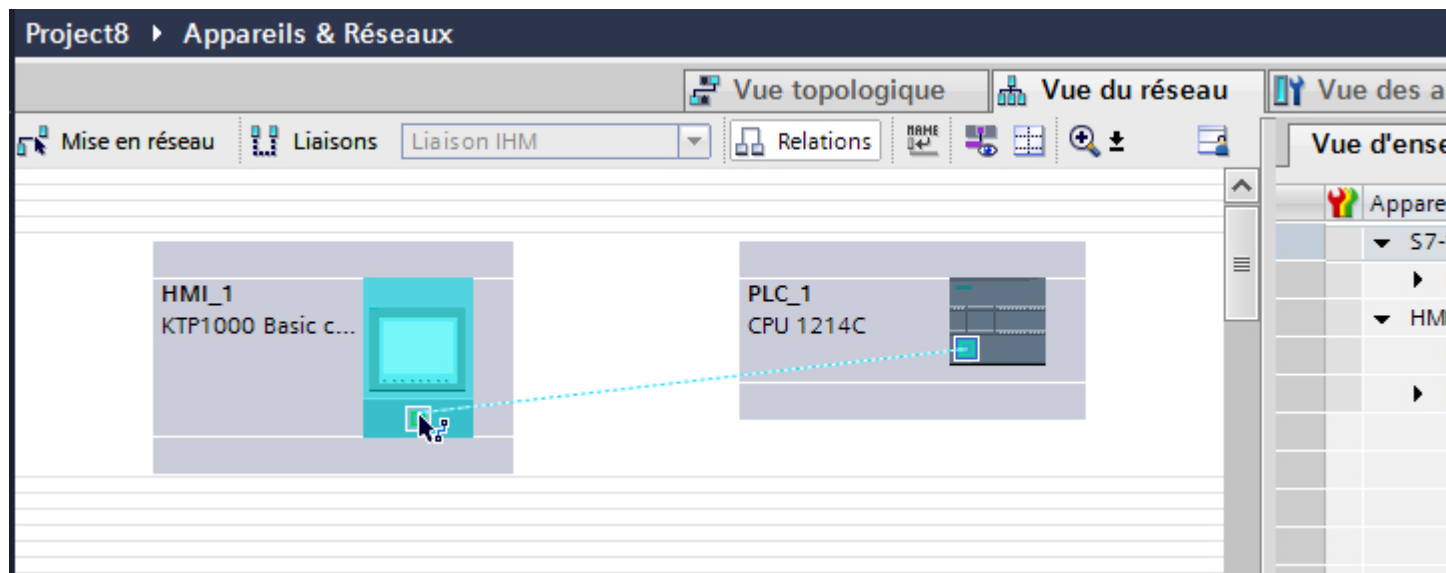 Project8 ▸ Appareils & Réseaux
Vue topologique
Vue du réseau
Vue des a
Mise en réseau
Liaisons
Liaison IHM
Relations
NAME
Vue d'ense
Appare
S7-
HM
HMI_1
KTP1000 Basic c...
PLC_1
CPU 1214C